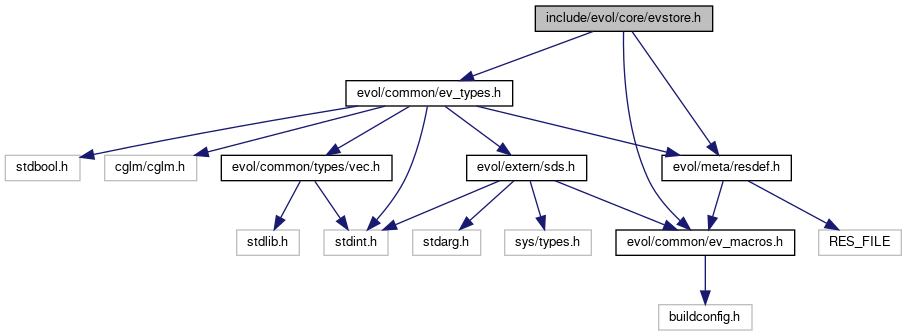 include/evol/core/evstore.h
evol/common/ev_types.h
stdbool.h
cglm/cglm.h
evol/common/types/vec.h
evol/extern/sds.h
evol/meta/resdef.h
stdlib.h
stdint.h
stdarg.h
sys/types.h
evol/common/ev_macros.h
RES_FILE
buildconfig.h